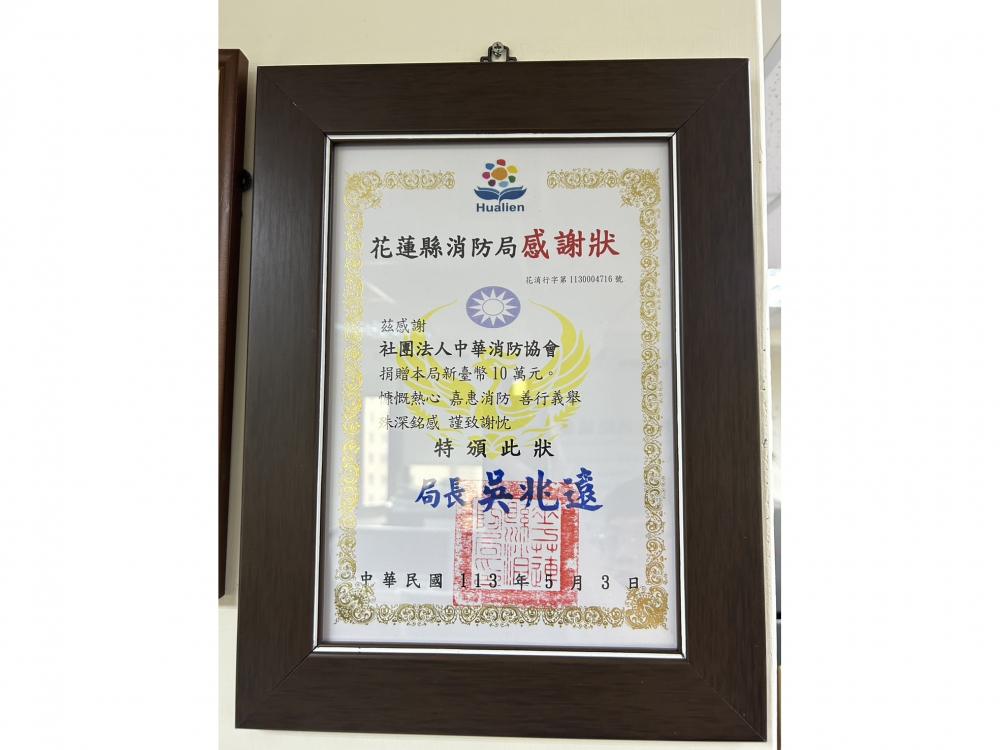 Hualien
花蓮縣消防局感謝狀
花消行字第1130004716號
茲感謝
社團法人中華消防協會
捐贈本局新臺幣10萬元。
慷慨熱心 嘉惠消防 善行義舉
殊深銘感 謹致謝忱
特頒此狀
局長 吳兆遠
中華民國 113 年 5 月 3 日